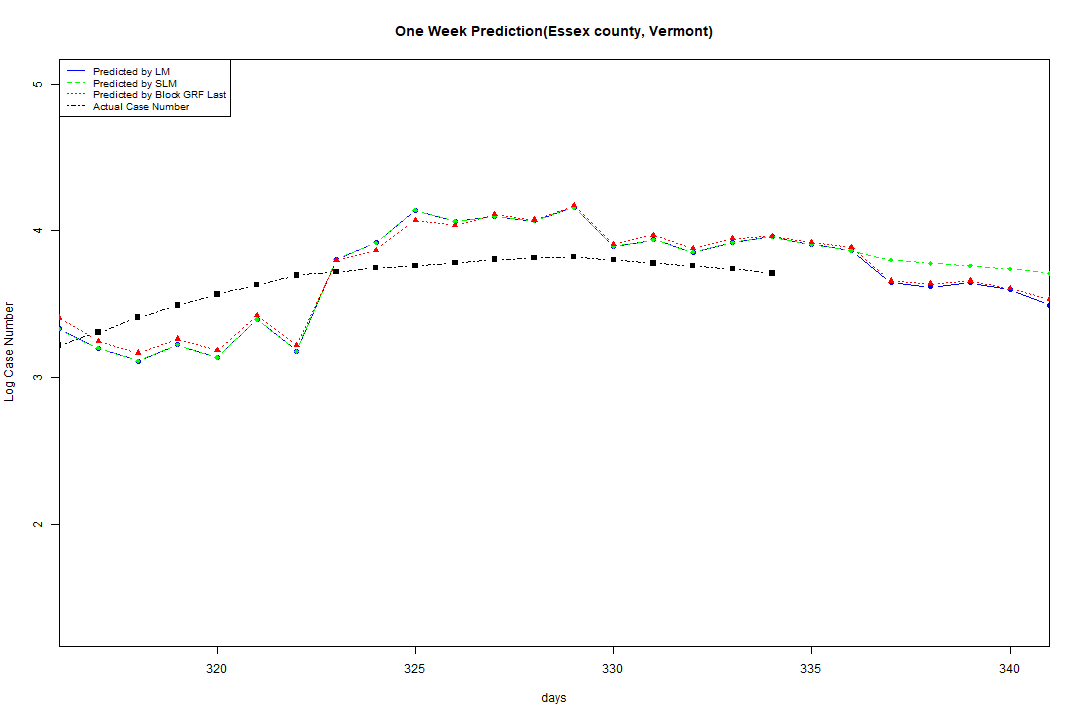 One Week Prediction(Essex county, Vermont)
Predicted by LM
Predicted by SLM
Predicted by Block GRF Last
Actual Case Number
5
4
3
2
Log Case Number
320 325 330 335 340
days